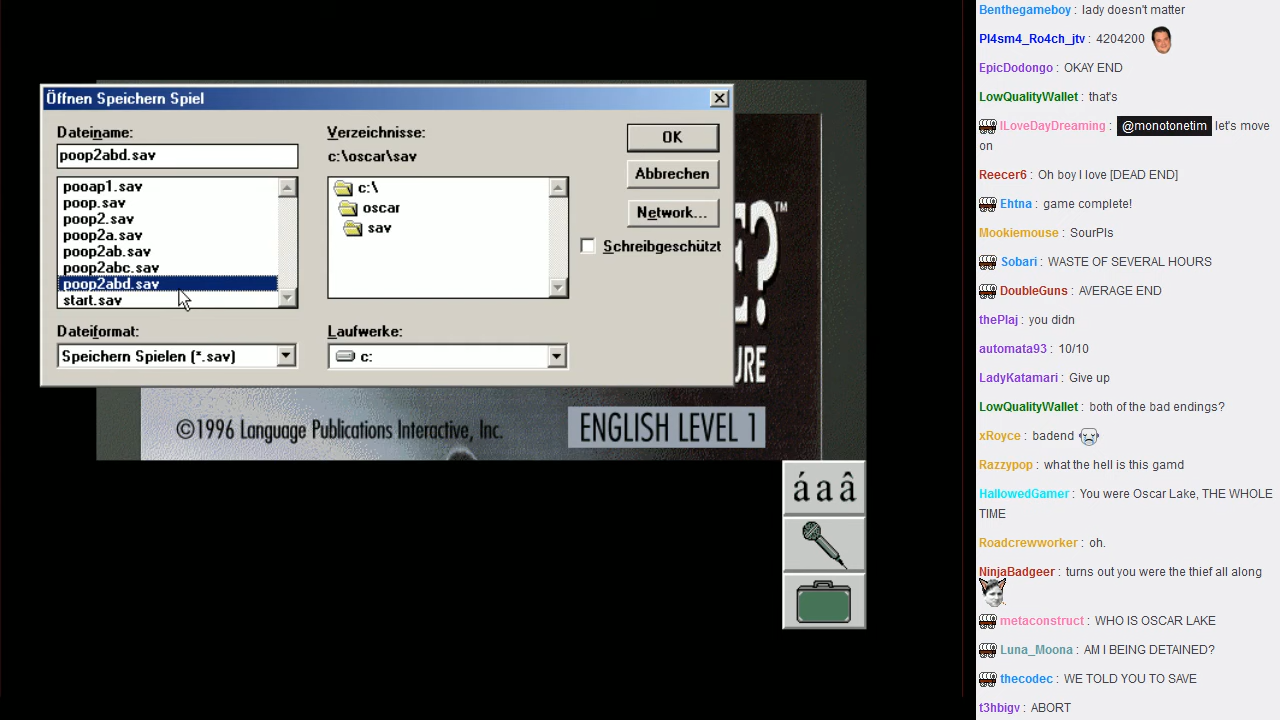 Öffnen Speichern Spiel
Dateiname:
poop2abd.sav
pooap1.sav
poop.sav
poop2.sav
poop2a.sav
poop2ab.sav
poop2abc.sav
poop2abd.sav
start.sav
Dateiformat:
Speichern Spielen (*.sav)
Verzeichnisse:
c:\oscar\sav
c:\
oscar
sav
Laufwerke:
c:
OK
Abbrechen
Network...
Schreibgeschützt
E?™
URE
©1996 Language Publications Interactive, Inc.
ENGLISH LEVEL 1
á a â
Benthegameboy : lady doesn't matter
Pl4sm4_Ro4ch_jtv : 4204200
EpicDodongo : OKAY END
LowQualityWallet : that's
ILoveDayDreaming : @monotonetim let's move
on
Reecer6 : Oh boy I love [DEAD END]
Ehtna : game complete!
Mookiemouse : SourPls
Sobari : WASTE OF SEVERAL HOURS
DoubleGuns : AVERAGE END
thePlaj : you didn
automata93 : 10/10
LadyKatamari : Give up
LowQualityWallet : both of the bad endings?
xRoyce : badend
Razzypop : what the hell is this gamd
HallowedGamer : You were Oscar Lake, THE WHOLE
TIME
Roadcrewworker : oh.
NinjaBadgeer : turns out you were the thief all along
metaconstruct : WHO IS OSCAR LAKE
Luna_Moona : AM I BEING DETAINED?
thecodec : WE TOLD YOU TO SAVE
t3hbigv : ABORT